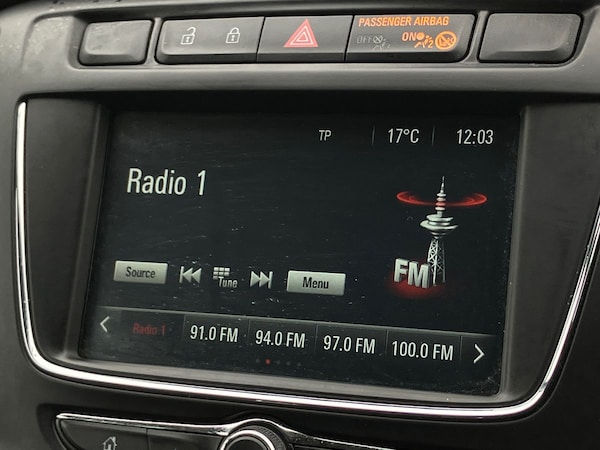 PASSENGER AIRBAG
OFF ON 2
TP 17°C 12:03
Radio 1
FM
Source Tune Menu
Radio 1 91.0 FM 94.0 FM 97.0 FM 100.0 FM